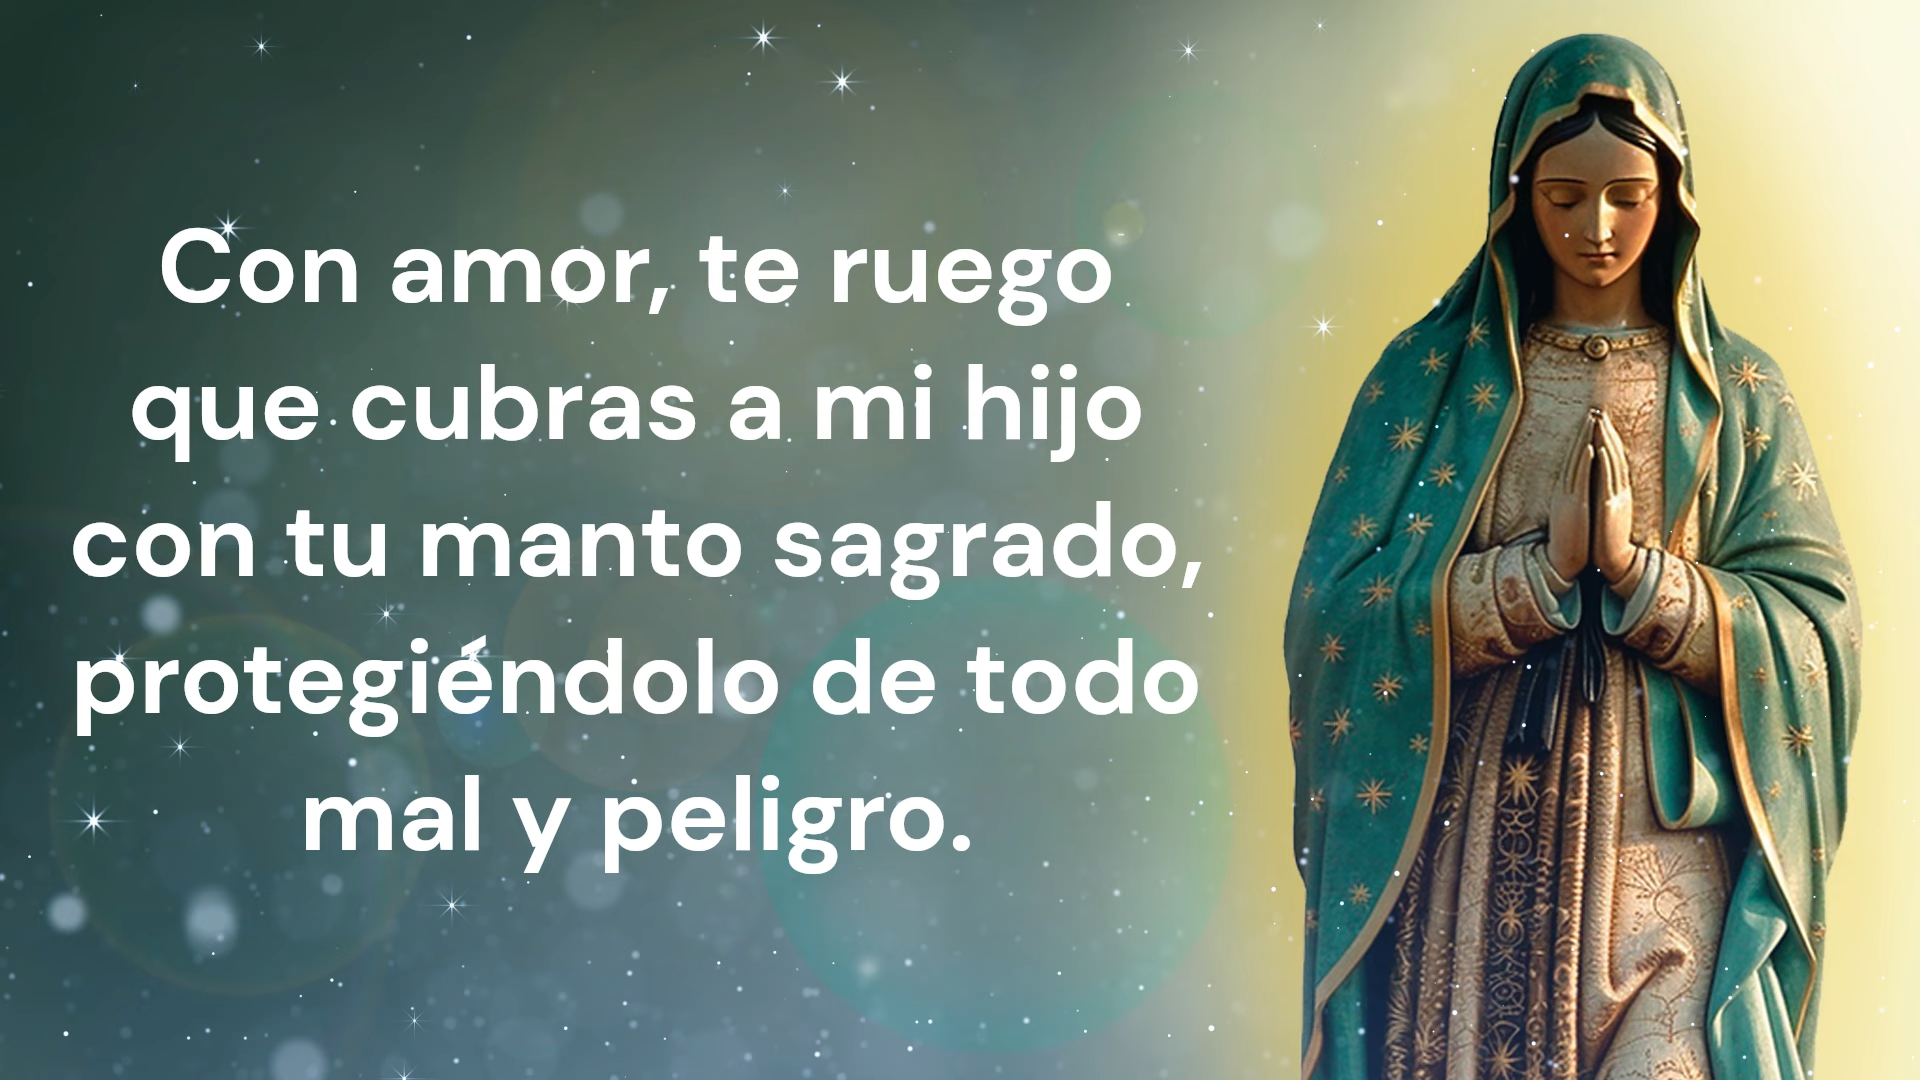 Con amor, te ruego
que cubras a mi hijo
con tu manto sagrado,
protegiéndolo de todo
mal y peligro.